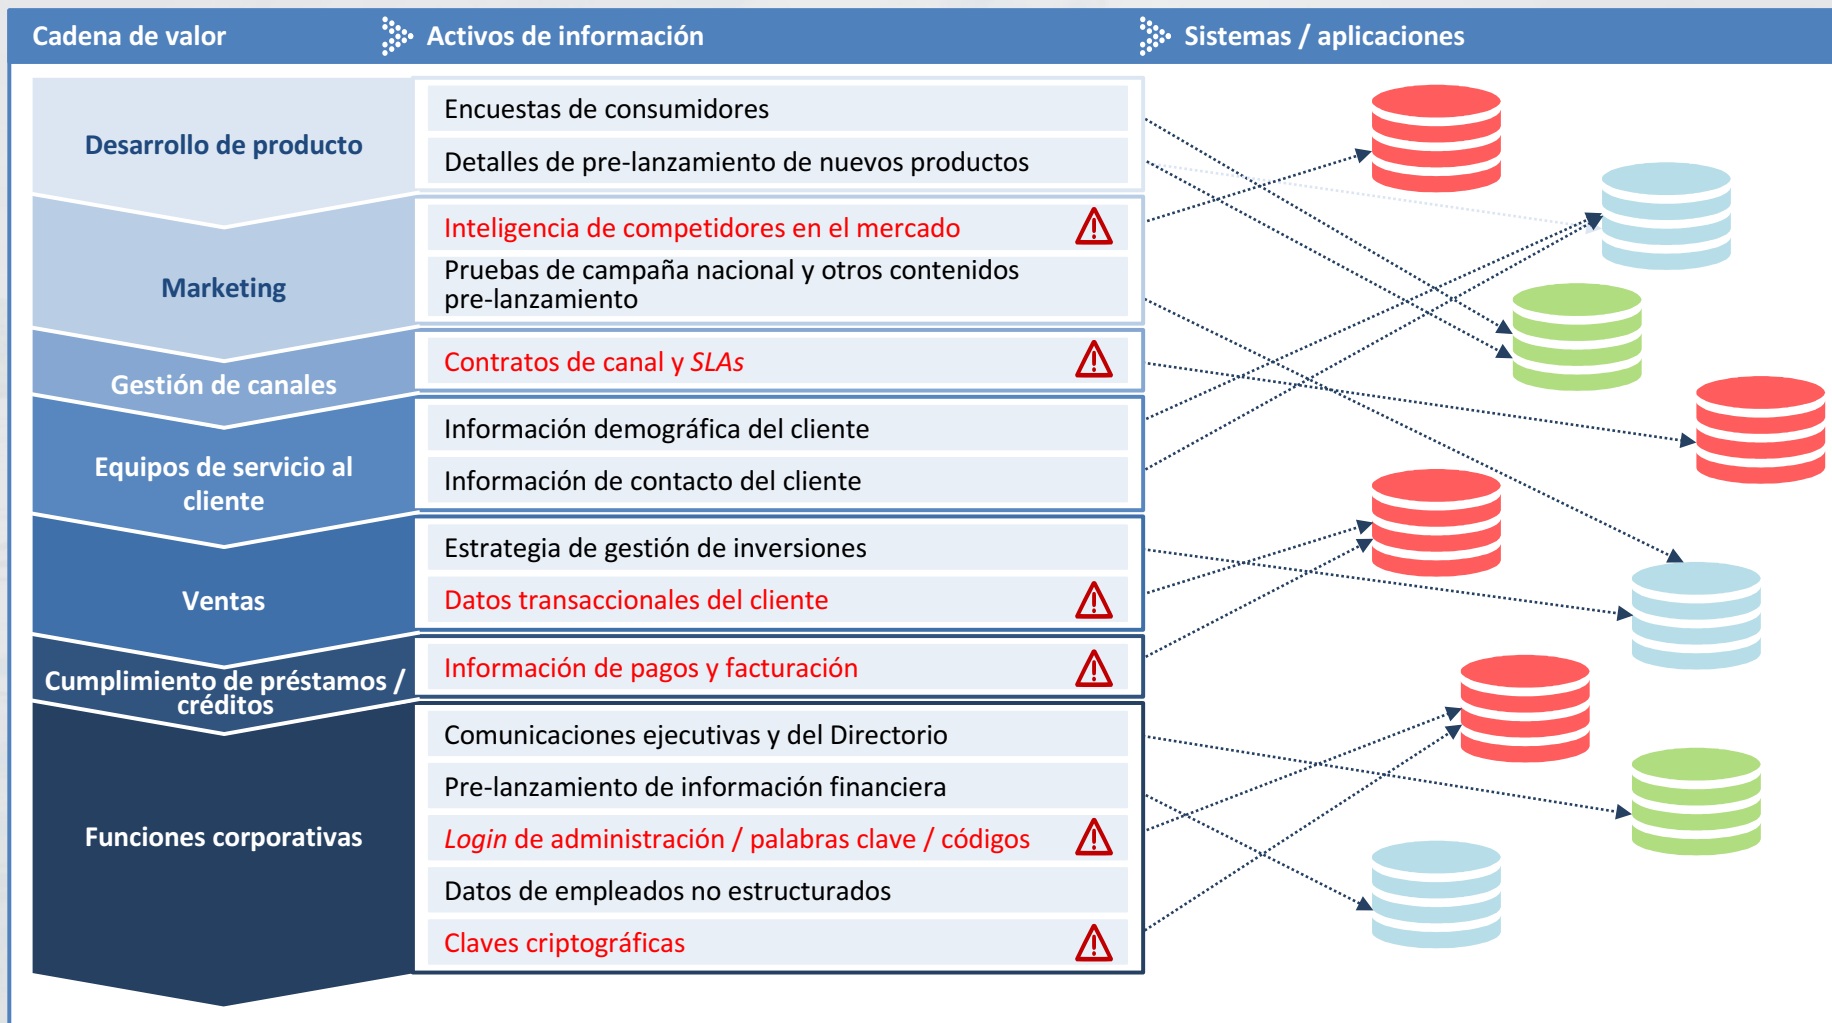 Cadena de valor
Activos de información
Sistemas / aplicaciones
Desarrollo de producto
Encuestas de consumidores
Detalles de pre-lanzamiento de nuevos productos
Marketing
Inteligencia de competidores en el mercado
Pruebas de campaña nacional y otros contenidos
pre-lanzamiento
Gestión de canales
Contratos de canal y SLAs
Equipos de servicio al
cliente
Información demográfica del cliente
Información de contacto del cliente
Ventas
Estrategia de gestión de inversiones
Datos transaccionales del cliente
Cumplimiento de préstamos /
créditos
Información de pagos y facturación
Funciones corporativas
Comunicaciones ejecutivas y del Directorio
Pre-lanzamiento de información financiera
Login de administración / palabras clave / códigos
Datos de empleados no estructurados
Claves criptográficas